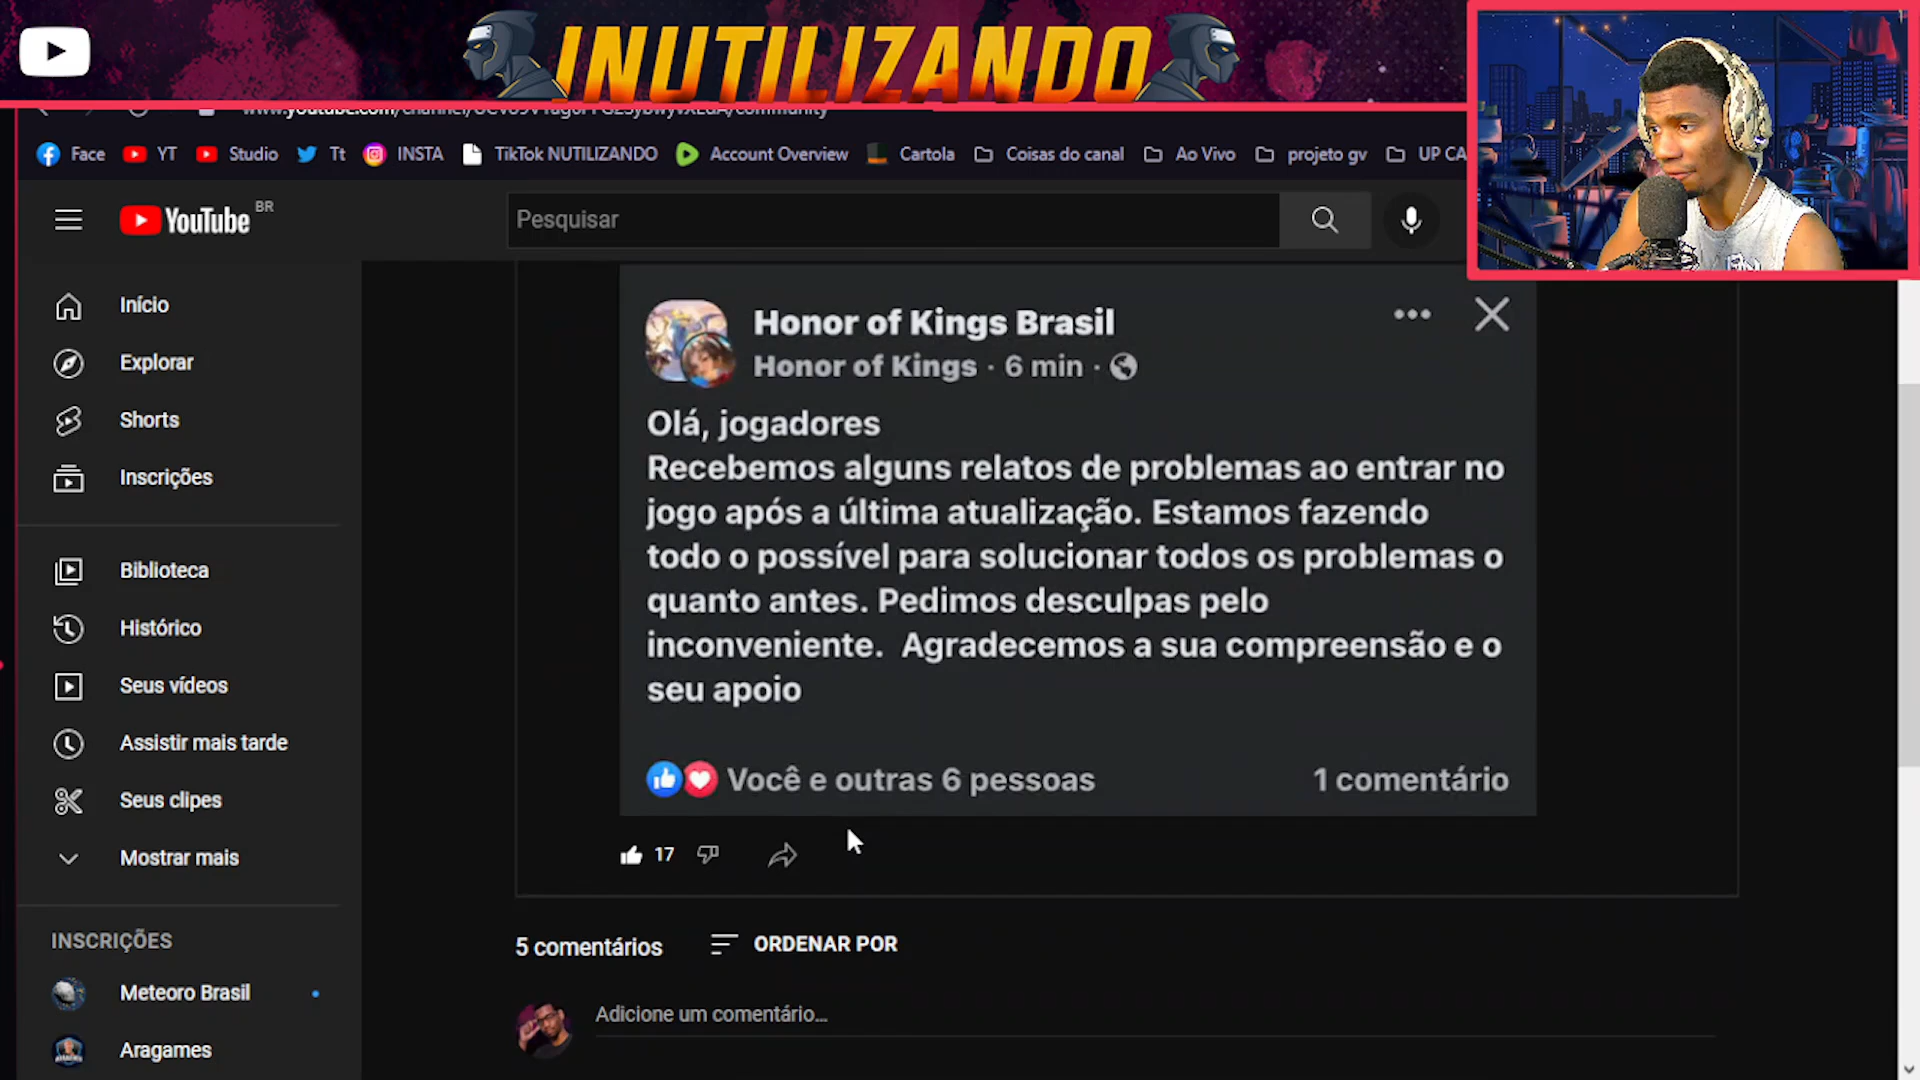 INUTILIZANDO
Face
YT
Studio
Tt
INSTA
TikTok NUTILIZANDO
Account Overview
Cartola
Coisas do canal
Ao Vivo
projeto gv
UP CA
YouTube BR
Pesquisar
Início
Explorar
Shorts
Inscrições
Biblioteca
Histórico
Seus vídeos
Assistir mais tarde
Seus clipes
Mostrar mais
INSCRIÇÕES
Meteoro Brasil
Aragames
Honor of Kings Brasil
Honor of Kings · 6 min ·
Olá, jogadores
Recebemos alguns relatos de problemas ao entrar no
jogo após a última atualização. Estamos fazendo
todo o possível para solucionar todos os problemas o
quanto antes. Pedimos desculpas pelo
inconveniente.  Agradecemos a sua compreensão e o
seu apoio
Você e outras 6 pessoas
1 comentário
17
5 comentários
ORDENAR POR
Adicione um comentário...